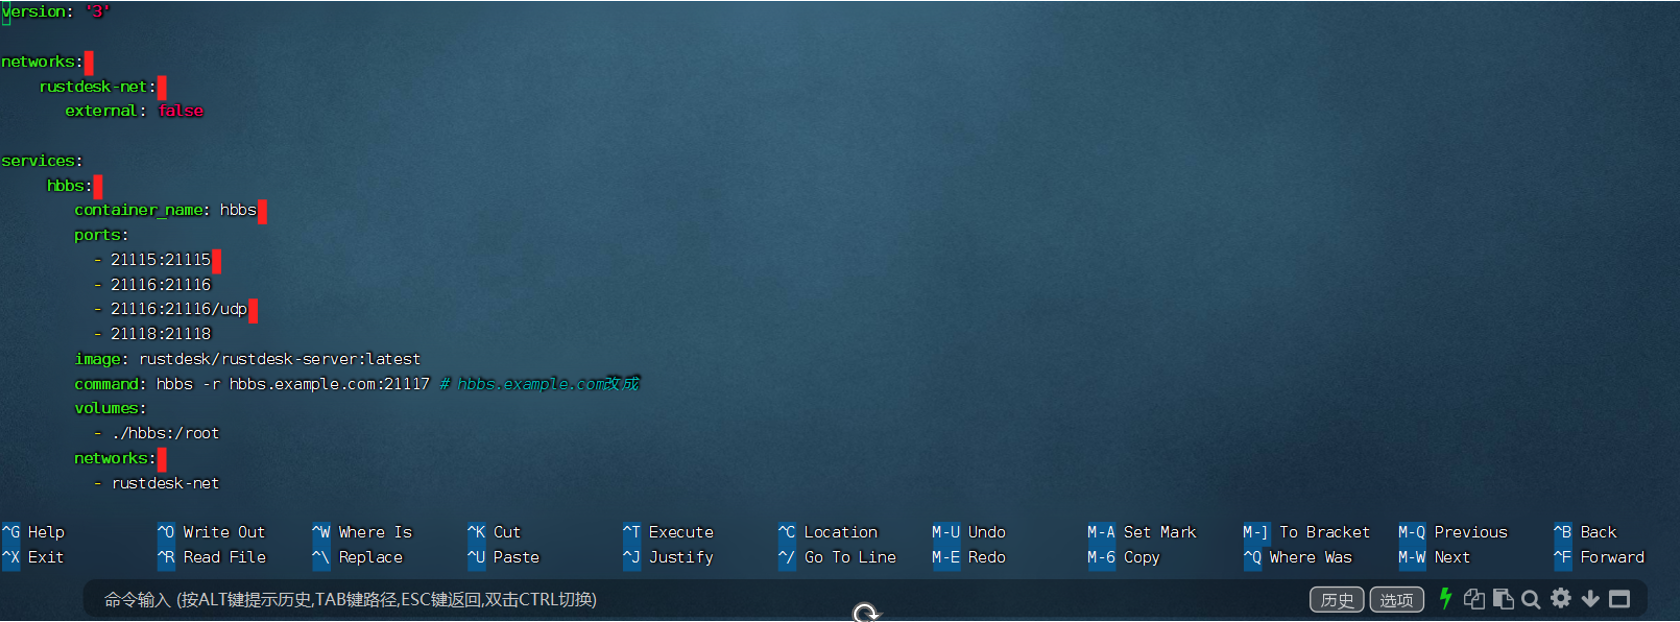 version: '3'
networks:
rustdesk-net:
external: false
services:
hbbs:
container_name: hbbs
ports:
- 21115:21115
- 21116:21116
- 21116:21116/udp
- 21118:21118
image: rustdesk/rustdesk-server:latest
command: hbbs -r hbbs.example.com:21117 # hbbs.example.com改成
volumes:
- ./hbbs:/root
networks:
- rustdesk-net
^G Help ^O Write Out ^W Where Is ^K Cut ^T Execute ^C Location M-U Undo M-A Set Mark M-] To Bracket M-Q Previous ^B Back
^X Exit ^R Read File ^\ Replace ^U Paste ^J Justify ^/ Go To Line M-E Redo M-6 Copy ^Q Where Was M-W Next ^F Forward
命令输入 (按ALT键提示历史,TAB键路径,ESC键返回,双击CTRL切换) 历史 选项